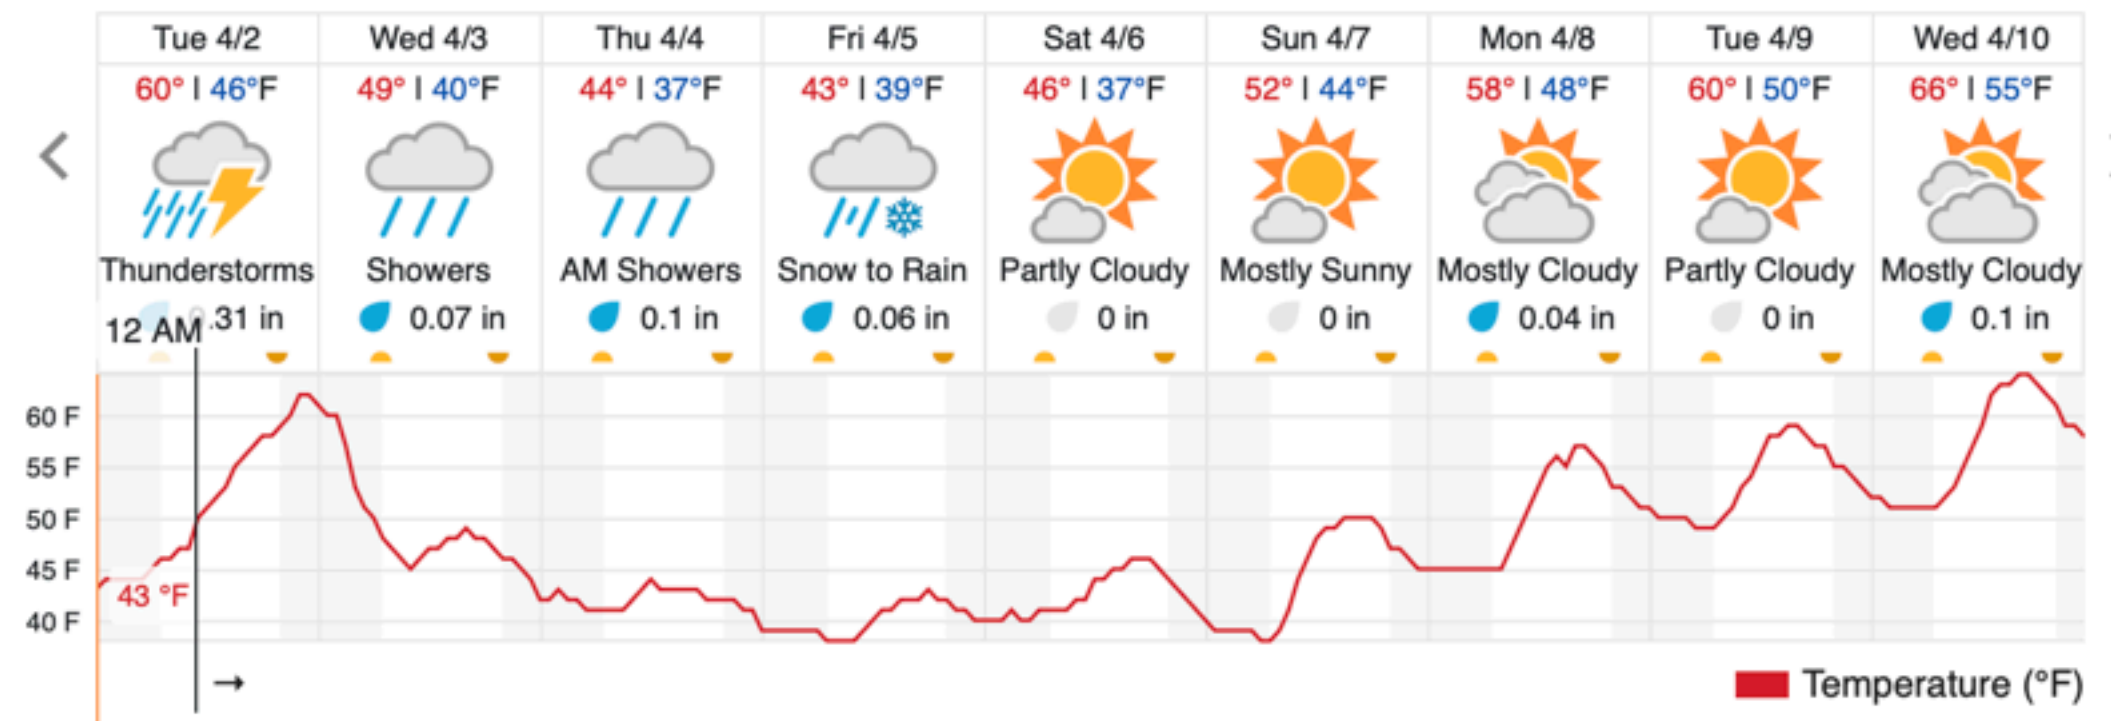 Tue 4/2 Wed 4/3 Thu 4/4 Fri 4/5 Sat 4/6 Sun 4/7 Mon 4/8 Tue 4/9 Wed 4/10
60° | 46°F 49° | 40°F 44° | 37°F 43° | 39°F 46° | 37°F 52° | 44°F 58° | 48°F 60° | 50°F 66° | 55°F
Thunderstorms Showers AM Showers Snow to Rain Partly Cloudy Mostly Sunny Mostly Cloudy Partly Cloudy Mostly Cloudy
0.31 in 0.07 in 0.1 in 0.06 in 0 in 0 in 0.04 in 0 in 0.1 in
12 AM
60 F
55 F
50 F
45 F
43 °F
40 F
Temperature (°F)